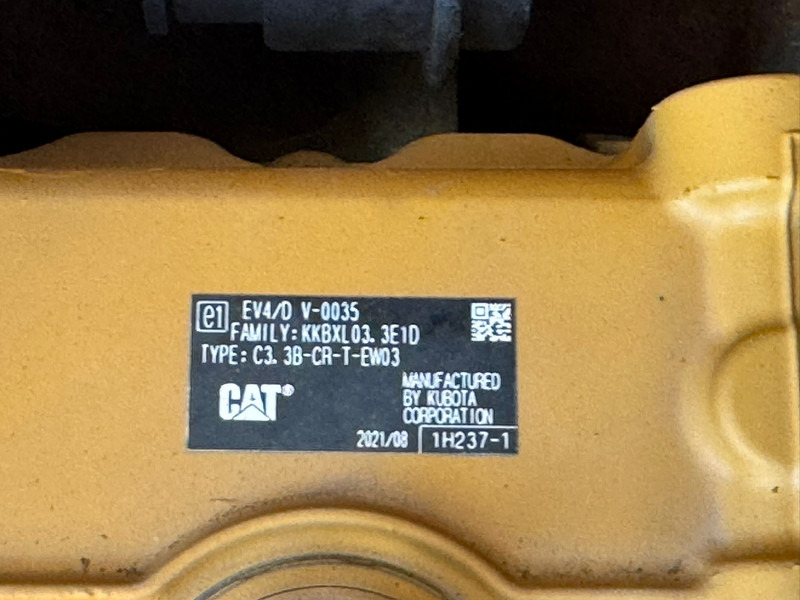 e1 EV4/D V-0035
FAMILY:KKBXL03.3E1D
TYPE:C3.3B-CR-T-EW03
CAT®
MANUFACTURED
BY KUBOTA
CORPORATION
2021/08 1H237-1